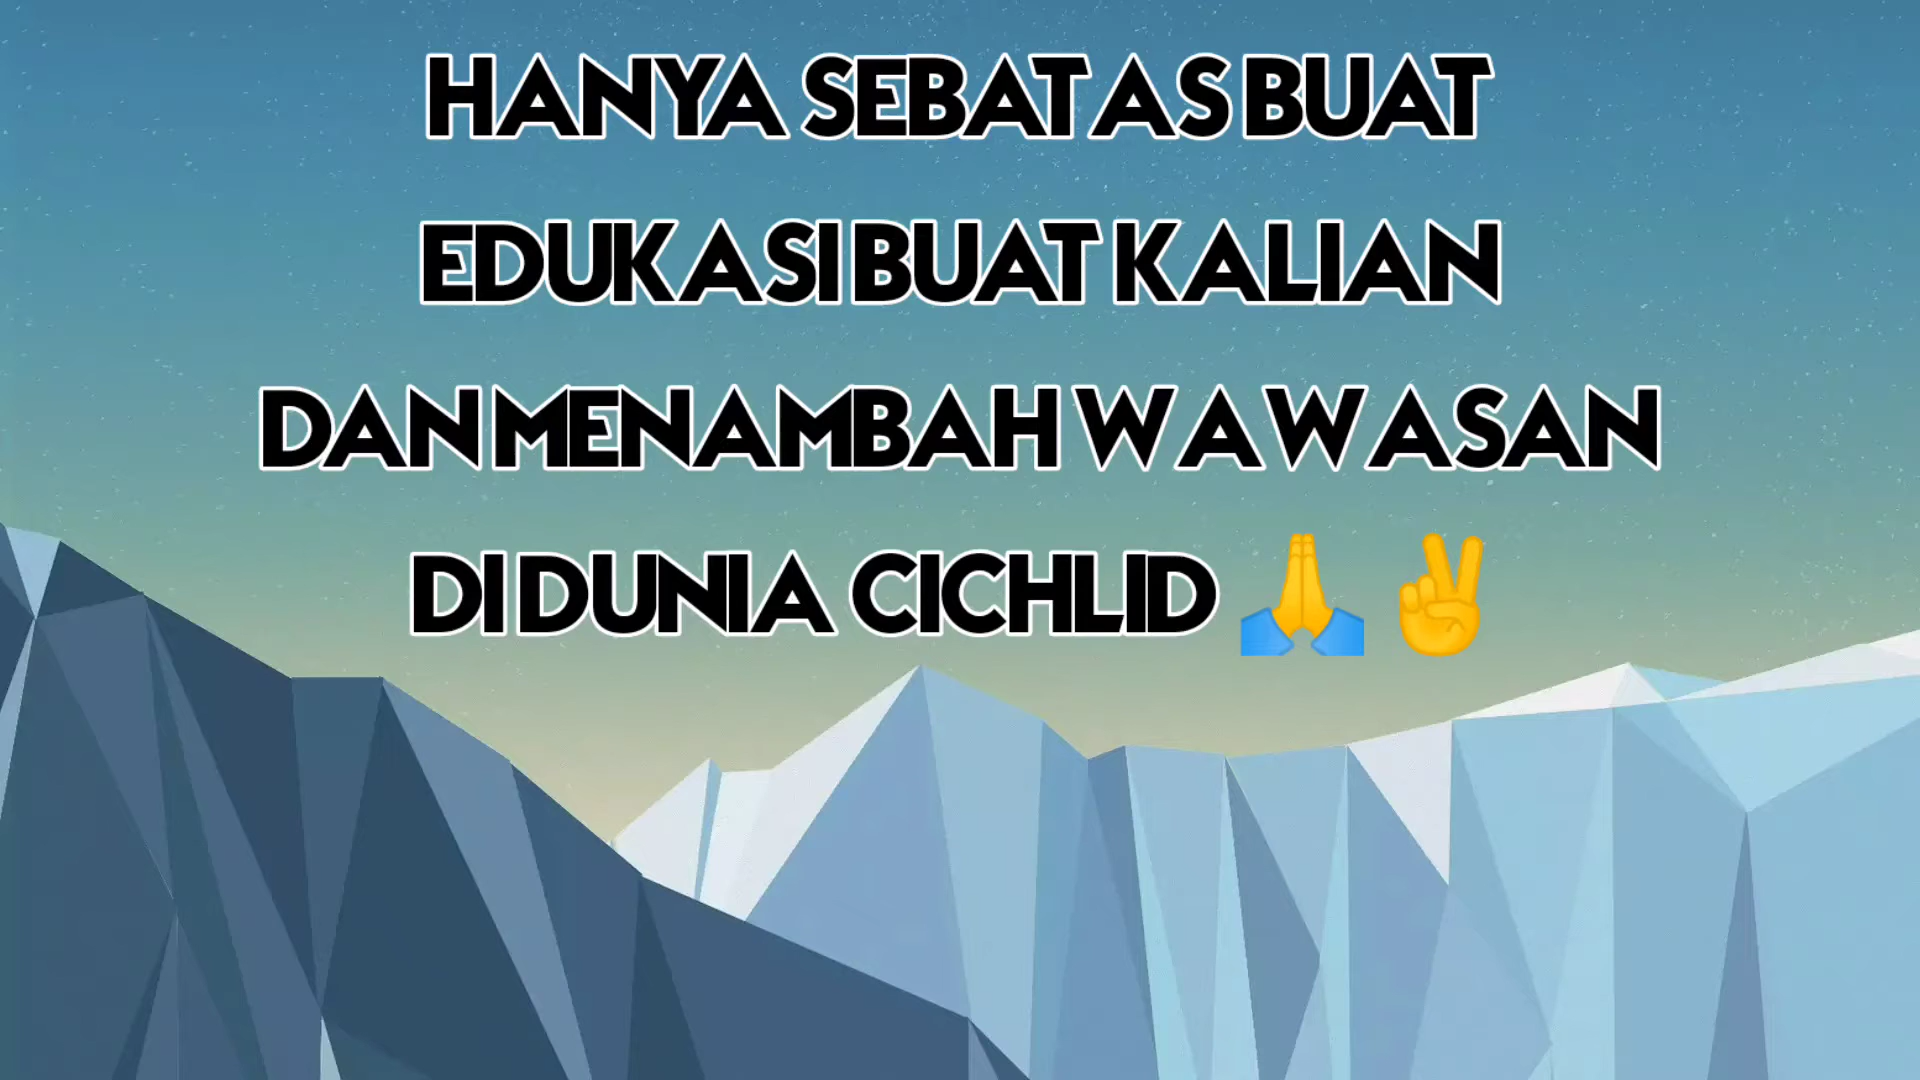 HANYA SEBATAS BUAT
EDUKASI BUAT KALIAN
DAN MENAMBAH WAWASAN
DI DUNIA CICHLID 🙏 ✌